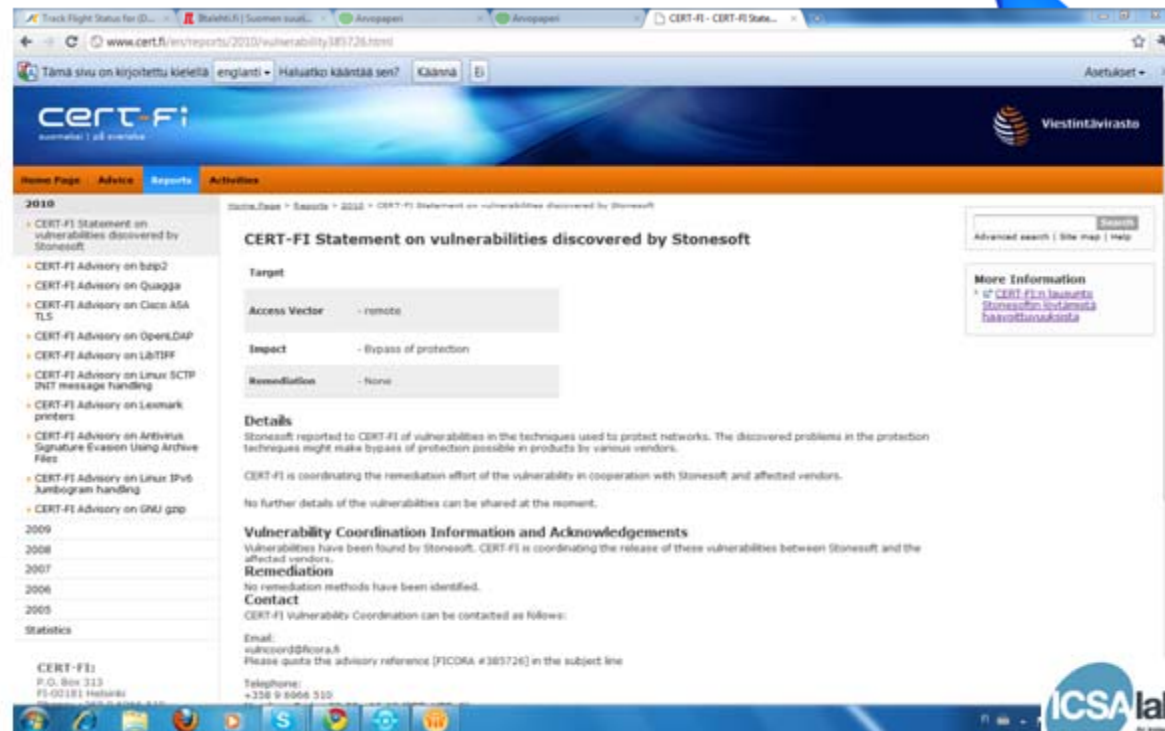 Track Flight Status for (D...
Iltalehti.fi | Suomen suuri...
Arvopaperi
Arvopaperi
CERT-FI - CERT-FI State...
www.cert.fi/en/reports/2010/vulnerability385726.html
Tämä sivu on kirjoitettu kielellä englanti Haluatko kääntää sen? Käännä Ei
Asetukset
cert-fi
suomeksi | på svenska
Viestintävirasto
Home Page Advice Reports Activities
2010
CERT-FI Statement on
vulnerabilities discovered by
Stonesoft
CERT-FI Advisory on bzip2
CERT-FI Advisory on Quagga
CERT-FI Advisory on Cisco ASA
TLS
CERT-FI Advisory on OpenLDAP
CERT-FI Advisory on LibTIFF
CERT-FI Advisory on Linux SCTP
INIT message handling
CERT-FI Advisory on Lexmark
printers
CERT-FI Advisory on Antivirus
Signature Evasion Using Archive
Files
CERT-FI Advisory on Linux IPv6
Jumbogram handling
CERT-FI Advisory on GNU gzip
2009
2008
2007
2006
2005
Statistics
CERT-FI:
P.O. Box 313
FI-00181 Helsinki
Home Page > Reports > 2010 > CERT-FI Statement on vulnerabilities discovered by Stonesoft
CERT-FI Statement on vulnerabilities discovered by Stonesoft
Target
Access Vector - remote
Impact - Bypass of protection
Remediation - None
Details
Stonesoft reported to CERT-FI of vulnerabilities in the techniques used to protect networks. The discovered problems in the protection
techniques might make bypass of protection possible in products by various vendors.
CERT-FI is coordinating the remediation effort of the vulnerability in cooperation with Stonesoft and affected vendors.
No further details of the vulnerabilities can be shared at the moment.
Vulnerability Coordination Information and Acknowledgements
Vulnerabilities have been found by Stonesoft. CERT-FI is coordinating the release of these vulnerabilities between Stonesoft and the
affected vendors.
Remediation
No remediation methods have been identified.
Contact
CERT-FI Vulnerability Coordination can be contacted as follows:
Email:
vulncoord@ficora.fi
Please quote the advisory reference [FICORA #385726] in the subject line
Telephone:
+358 9 6966 510
Search
Advanced search | Site map | Help
More Information
CERT-FI:n lausunto
Stonesoftin löytämistä
haavoittuvuuksista
FI
ICSAlab